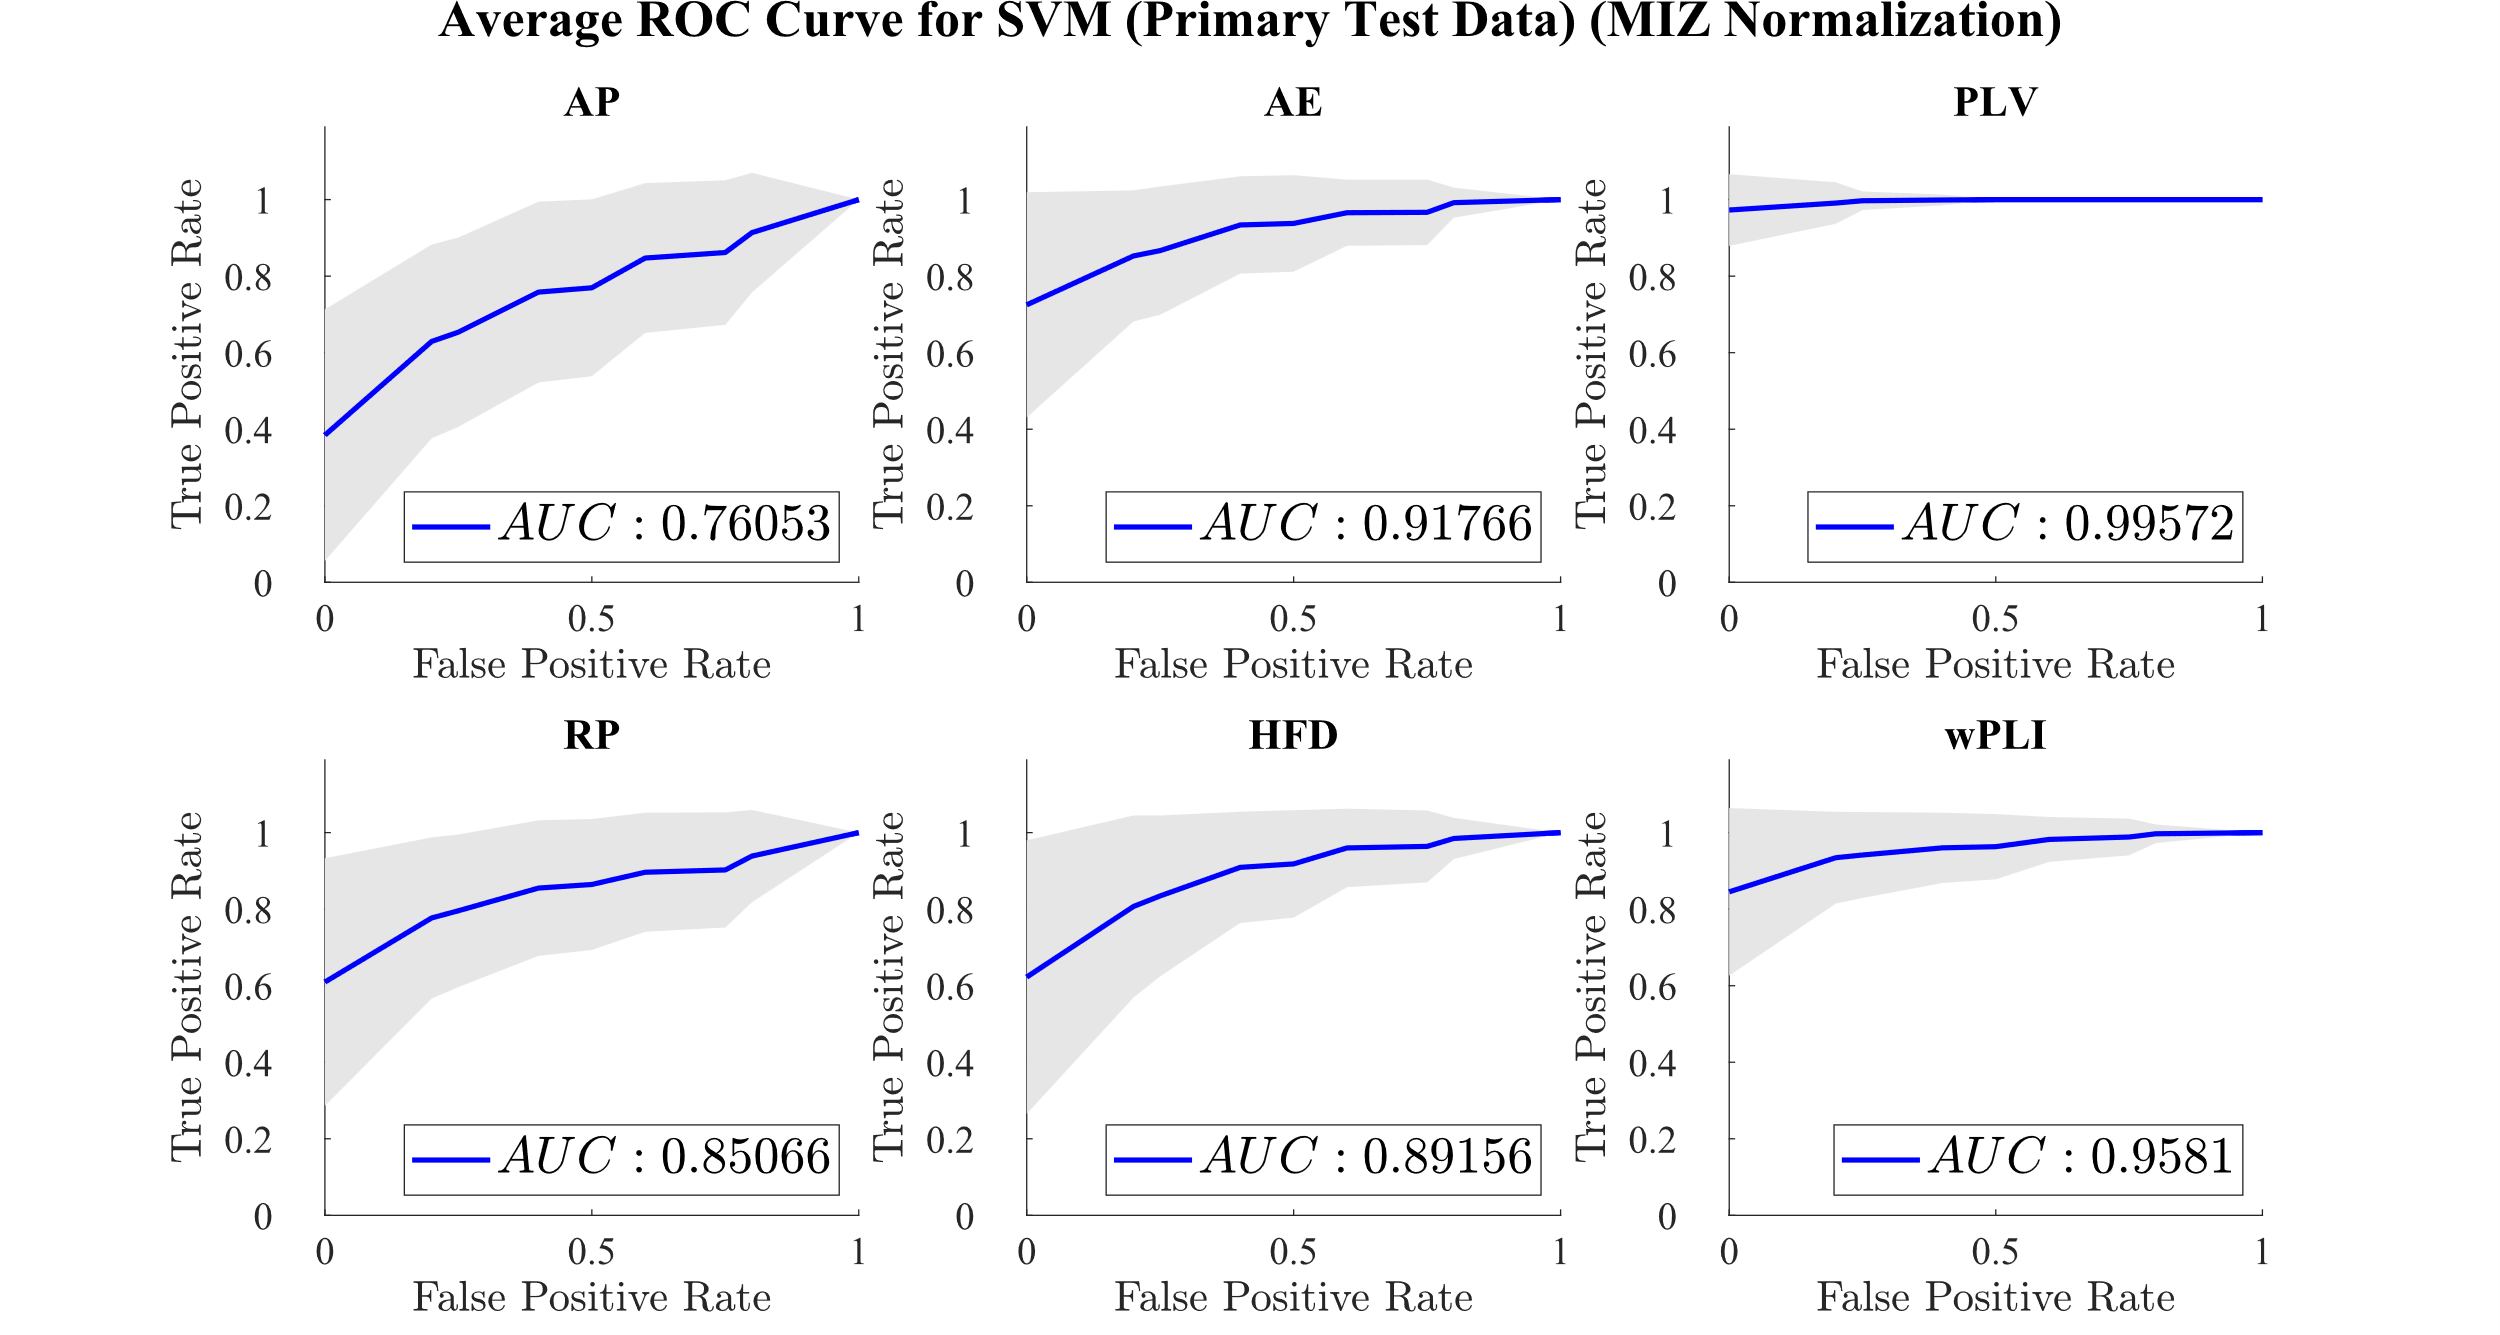 Average ROC Curve for SVM (Primary Test Data) (MIZ Normalization)
AP
True Positive Rate
1
0.8
0.6
0.4
0.2
0
AUC : 0.76053
0 0.5 1
False Positive Rate
AE
True Positive Rate
1
0.8
0.6
0.4
0.2
0
AUC : 0.91766
0 0.5 1
False Positive Rate
PLV
True Positive Rate
1
0.8
0.6
0.4
0.2
0
AUC : 0.99572
0 0.5 1
False Positive Rate
RP
True Positive Rate
1
0.8
0.6
0.4
0.2
0
AUC : 0.85066
0 0.5 1
False Positive Rate
HFD
True Positive Rate
1
0.8
0.6
0.4
0.2
0
AUC : 0.89156
0 0.5 1
False Positive Rate
wPLI
True Positive Rate
1
0.8
0.6
0.4
0.2
0
AUC : 0.9581
0 0.5 1
False Positive Rate